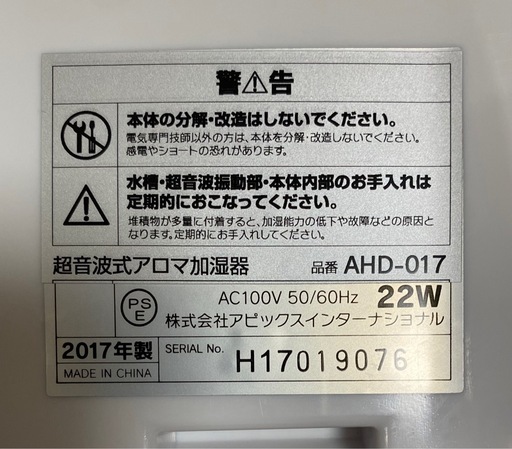 警⚠告
本体の分解・改造はしないでください。
電気専門技師以外の方は、本体を分解・改造しないでください。
感電やショートの恐れがあります。
水槽・超音波振動部・本体内部のお手入れは
定期的におこなってください。
堆積物が多量に付着すると、加湿能力の低下や故障などの原因と
なります。定期的にお手入れしてください。
超音波式アロマ加湿器 品番 AHD-017
PSE AC100V 50/60Hz 22W
株式会社アピックスインターナショナル
2017年製
MADE IN CHINA
SERIAL No. H17019076